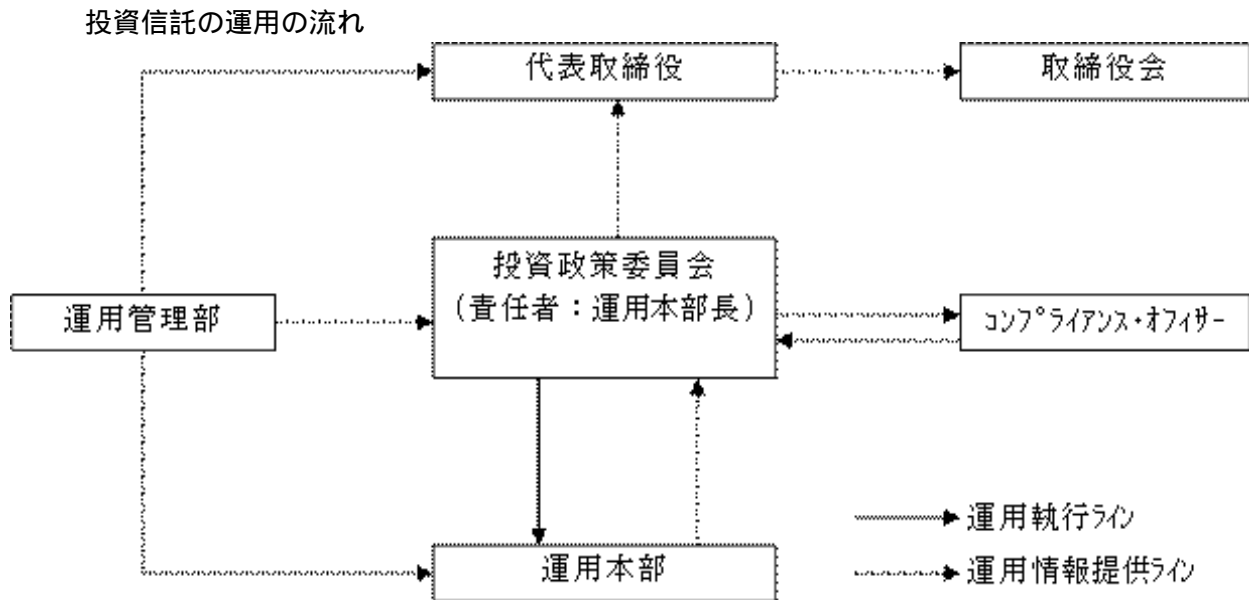 投資信託の運用の流れ
代表取締役
取締役会
投資政策委員会
(責任者：運用本部長)
運用管理部
ｺﾝﾌﾟﾗｲｱﾝｽ・ｵﾌｨｻｰ
運用執行ﾗｲﾝ
運用本部
運用情報提供ﾗｲﾝ